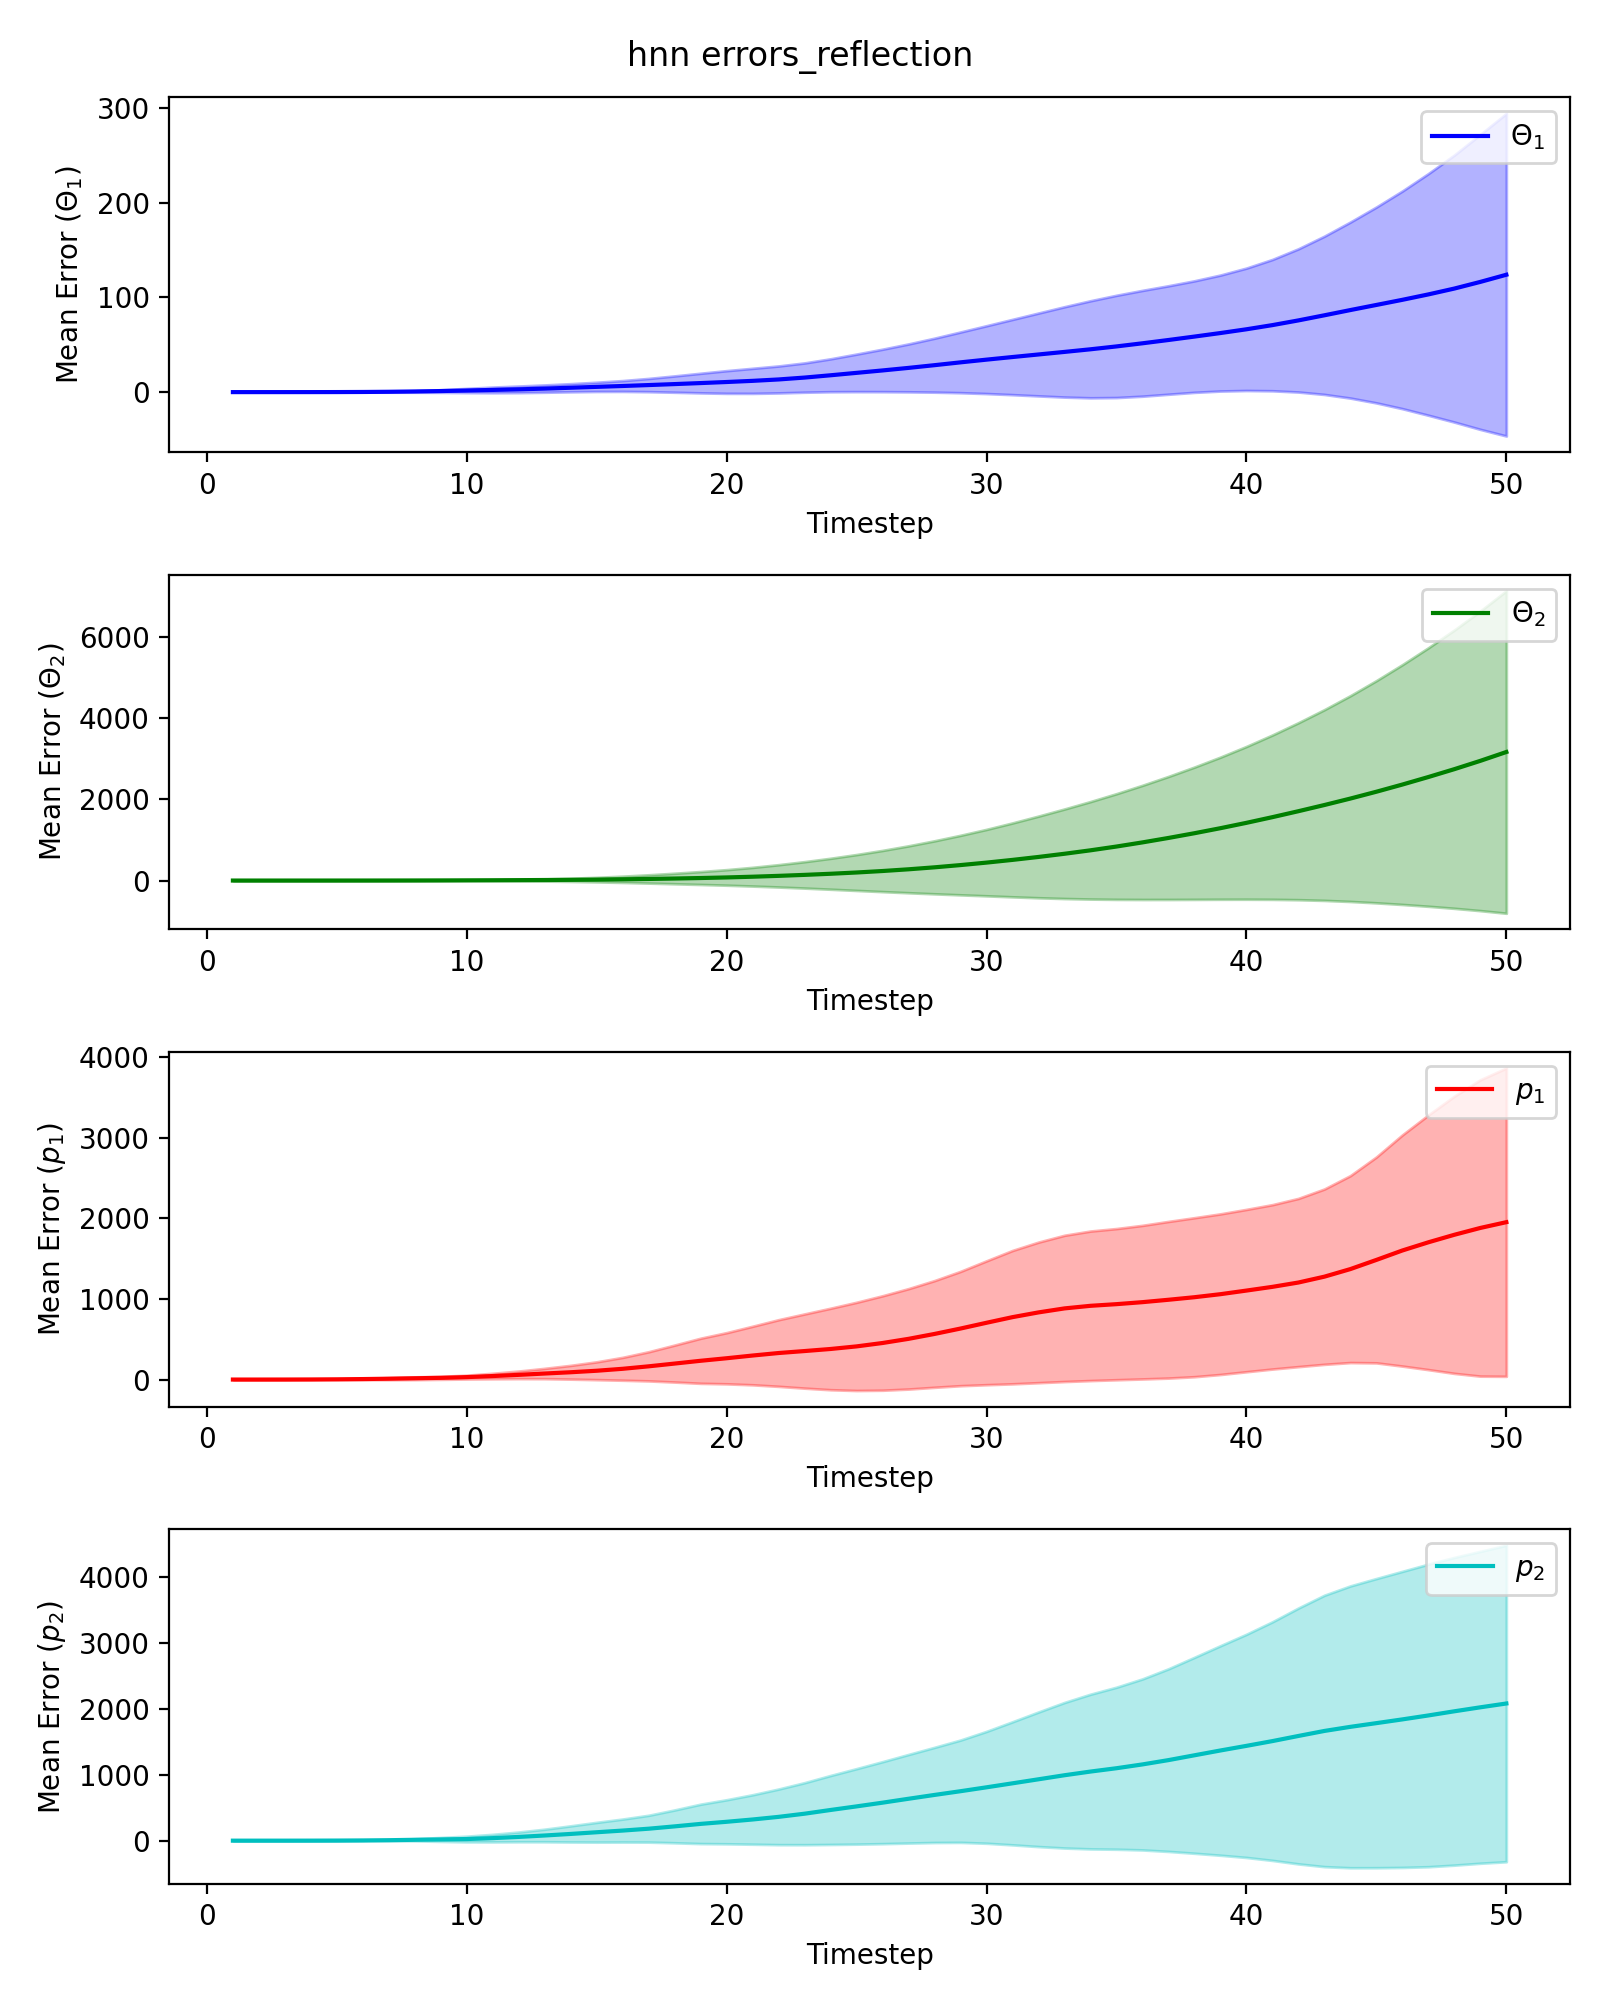 hnn errors_reflection
300
200
100
0
Mean Error (Θ₁)
Θ₁
0 10 20 30 40 50
Timestep
6000
4000
2000
0
Mean Error (Θ₂)
Θ₂
0 10 20 30 40 50
Timestep
4000
3000
2000
1000
0
Mean Error (p₁)
p₁
0 10 20 30 40 50
Timestep
4000
3000
2000
1000
0
Mean Error (p₂)
p₂
0 10 20 30 40 50
Timestep